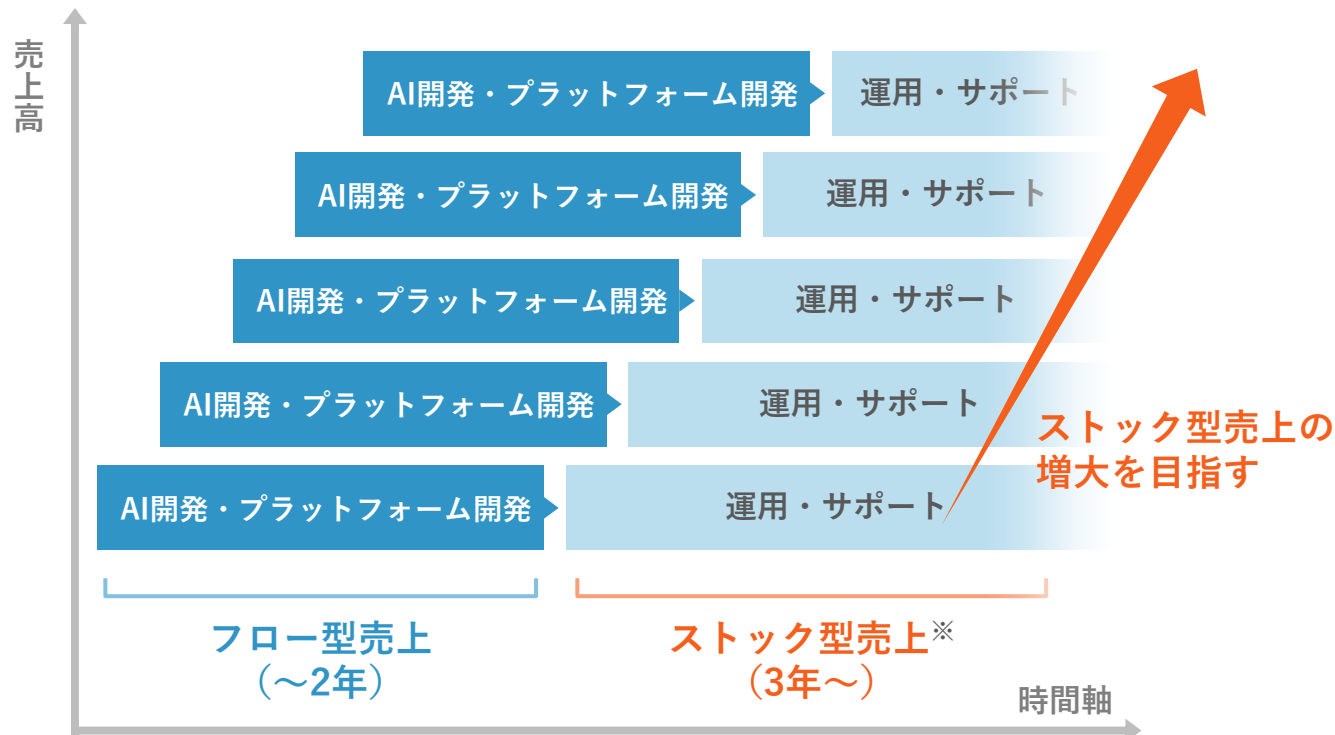 売上高
AI開発・プラットフォーム開発
運用・サポート
AI開発・プラットフォーム開発
運用・サポート
AI開発・プラットフォーム開発
運用・サポート
AI開発・プラットフォーム開発
運用・サポート
ストック型売上の
増大を目指す
AI開発・プラットフォーム開発
運用・サポート
フロー型売上
（～2年）
ストック型売上※
（3年～）
時間軸